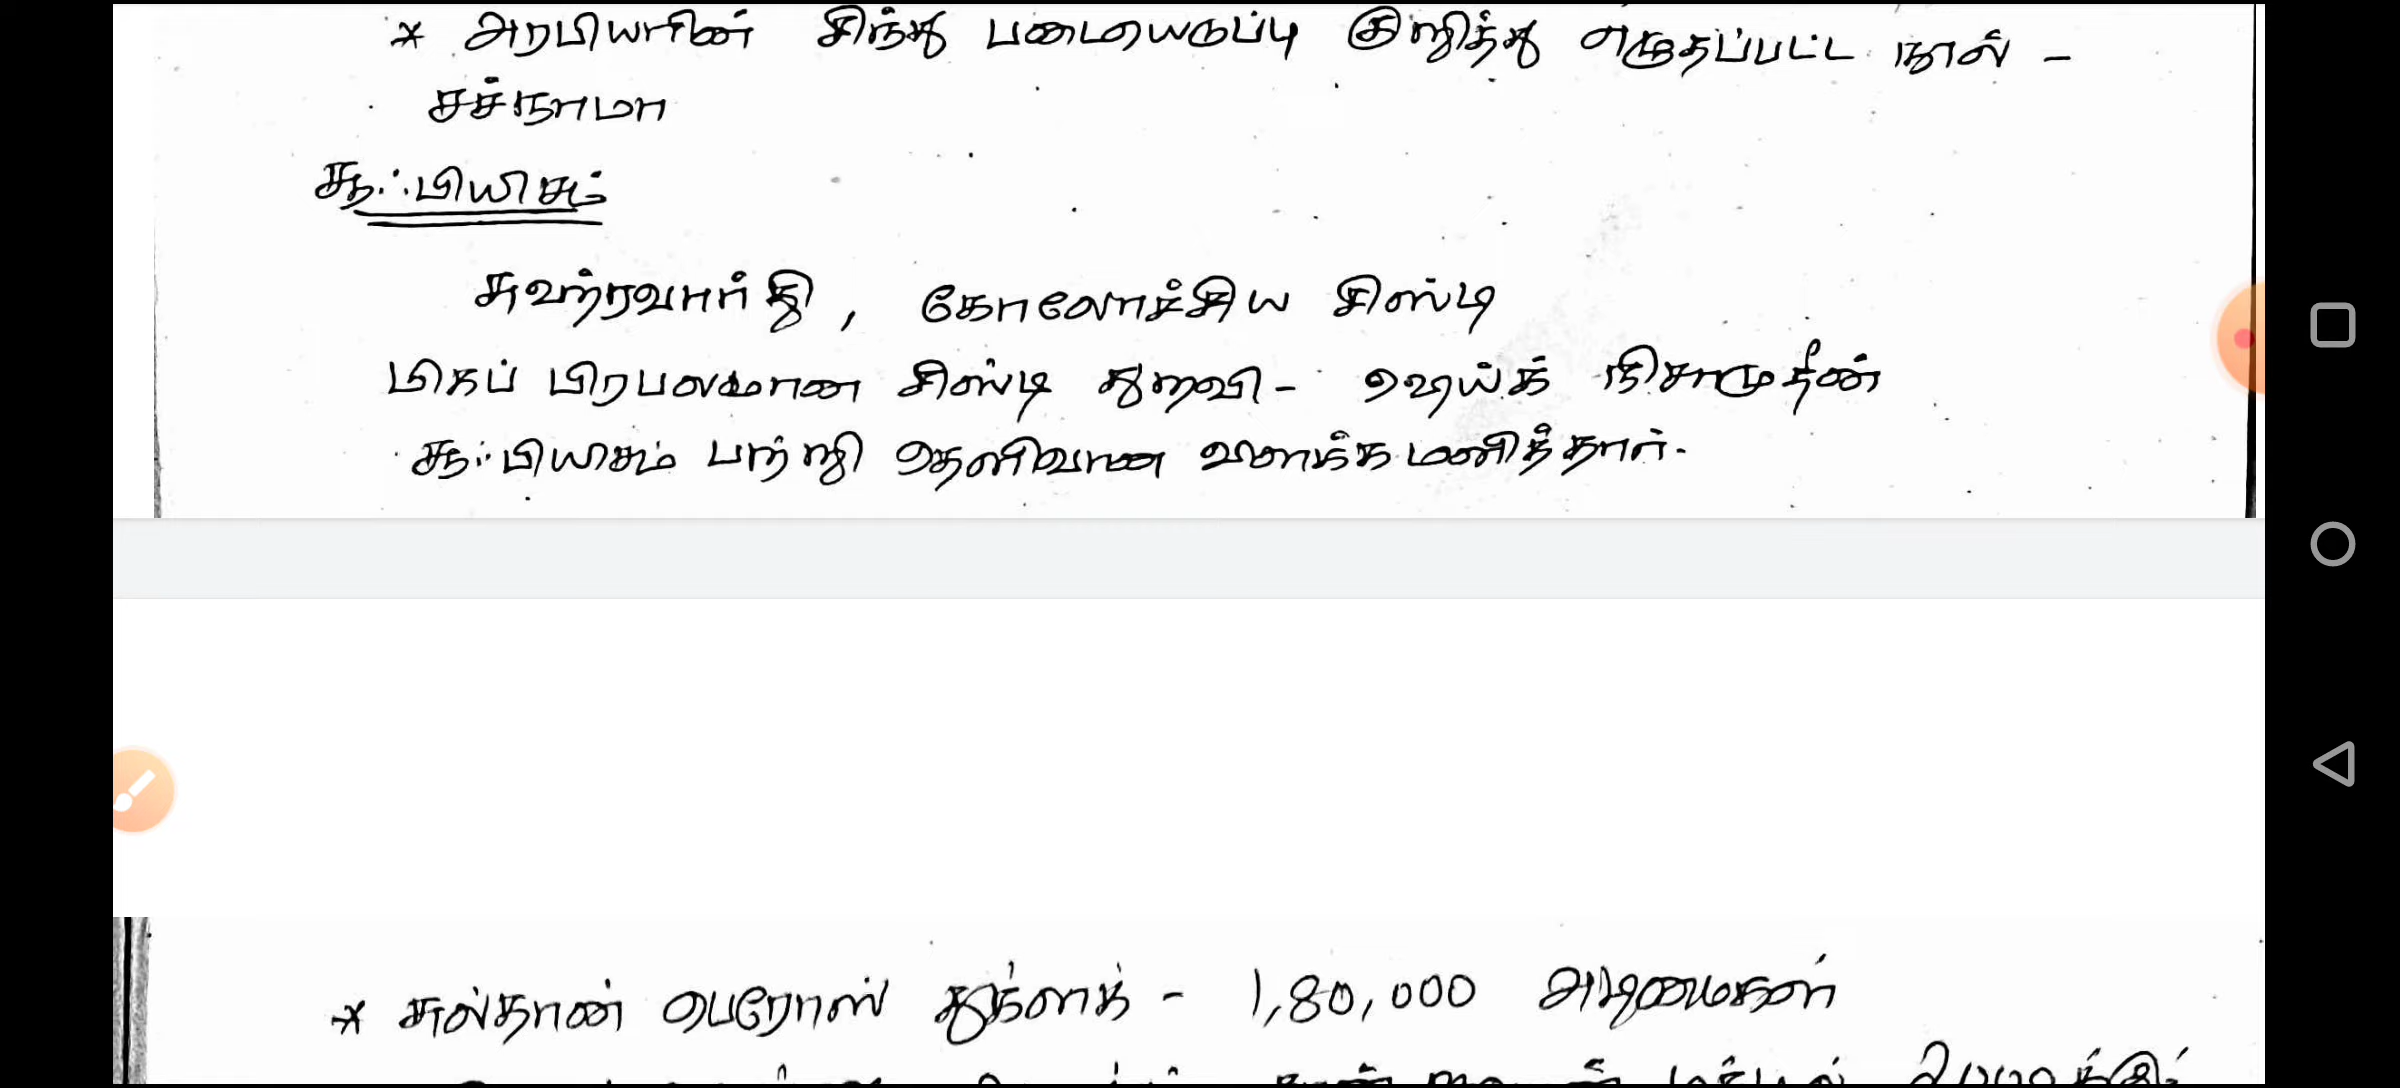 * அரபியரின் சிந்து படையெடுப்பு குறித்து எழுதப்பட்ட நூல் -
சச்நாமா
சூஃபியிசம்
சுஹ்ரவார்தி, கோலோச்சிய சிஸ்டி
மிகப் பிரபலமான சிஸ்டி துறவி - ஷெய்க் நிசாமுதீன்
சூஃபியிசம் பற்றி தெளிவான விளக்கமளித்தார்.
* சுல்தான் பெரோஸ் துக்ளக் - 1,80,000 அடிமைகள்